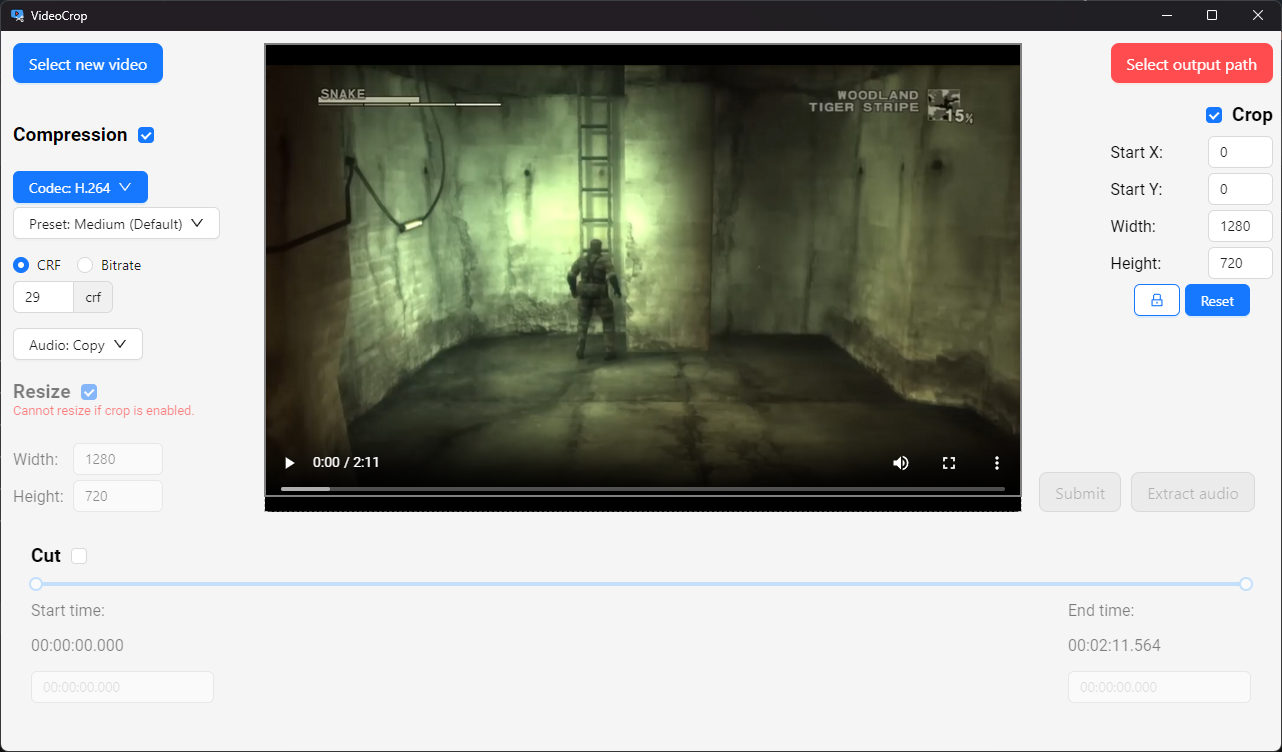 VideoCrop
Select new video
Select output path
Compression
Codec: H.264
Preset: Medium (Default)
CRF
Bitrate
29
crf
Audio: Copy
Resize
Cannot resize if crop is enabled.
Width:
1280
Height:
720
SNAKE
WOODLAND
TIGER STRIPE
15%
0:00 / 2:11
Crop
Start X:
0
Start Y:
0
Width:
1280
Height:
720
Reset
Submit
Extract audio
Cut
Start time:
00:00:00.000
00:00:00.000
End time:
00:02:11.564
00:00:00.000